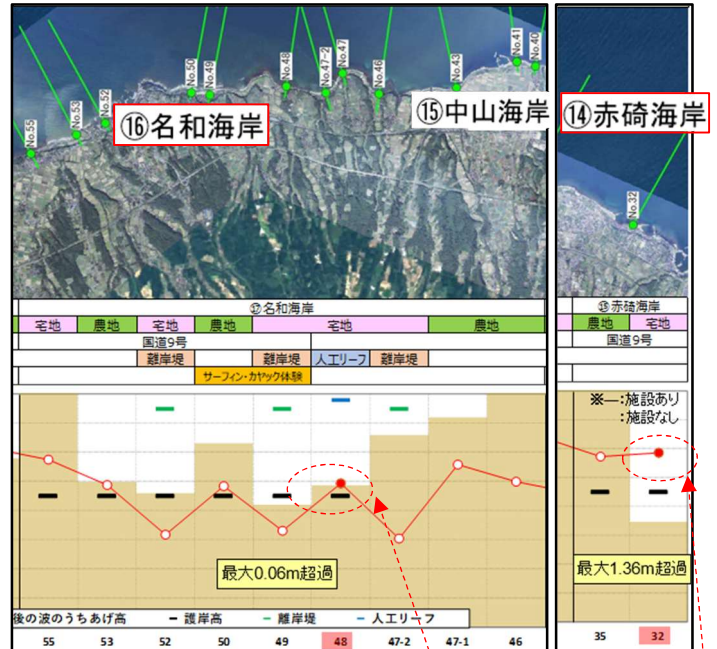 No.55
No.53
No.52
No.50
No.49
No.48
No.47-2
No.47
No.46
No.43
No.41
No.40
⑯名和海岸
⑮中山海岸
㊲名和海岸
宅地 農地 宅地 農地 宅地 農地
国道9号
離岸堤 離岸堤 人工リーフ 離岸堤
サーフィン・カヤック体験
最大0.06m超過
後の波のうちあげ高 護岸高 離岸堤 人工リーフ
55 53 52 50 49 48 47-2 47-1 46
⑭赤碕海岸
No.32
赤碕海岸
農地 宅地
国道9号
※―:施設あり
:施設なし
最大1.36m超過
35 32